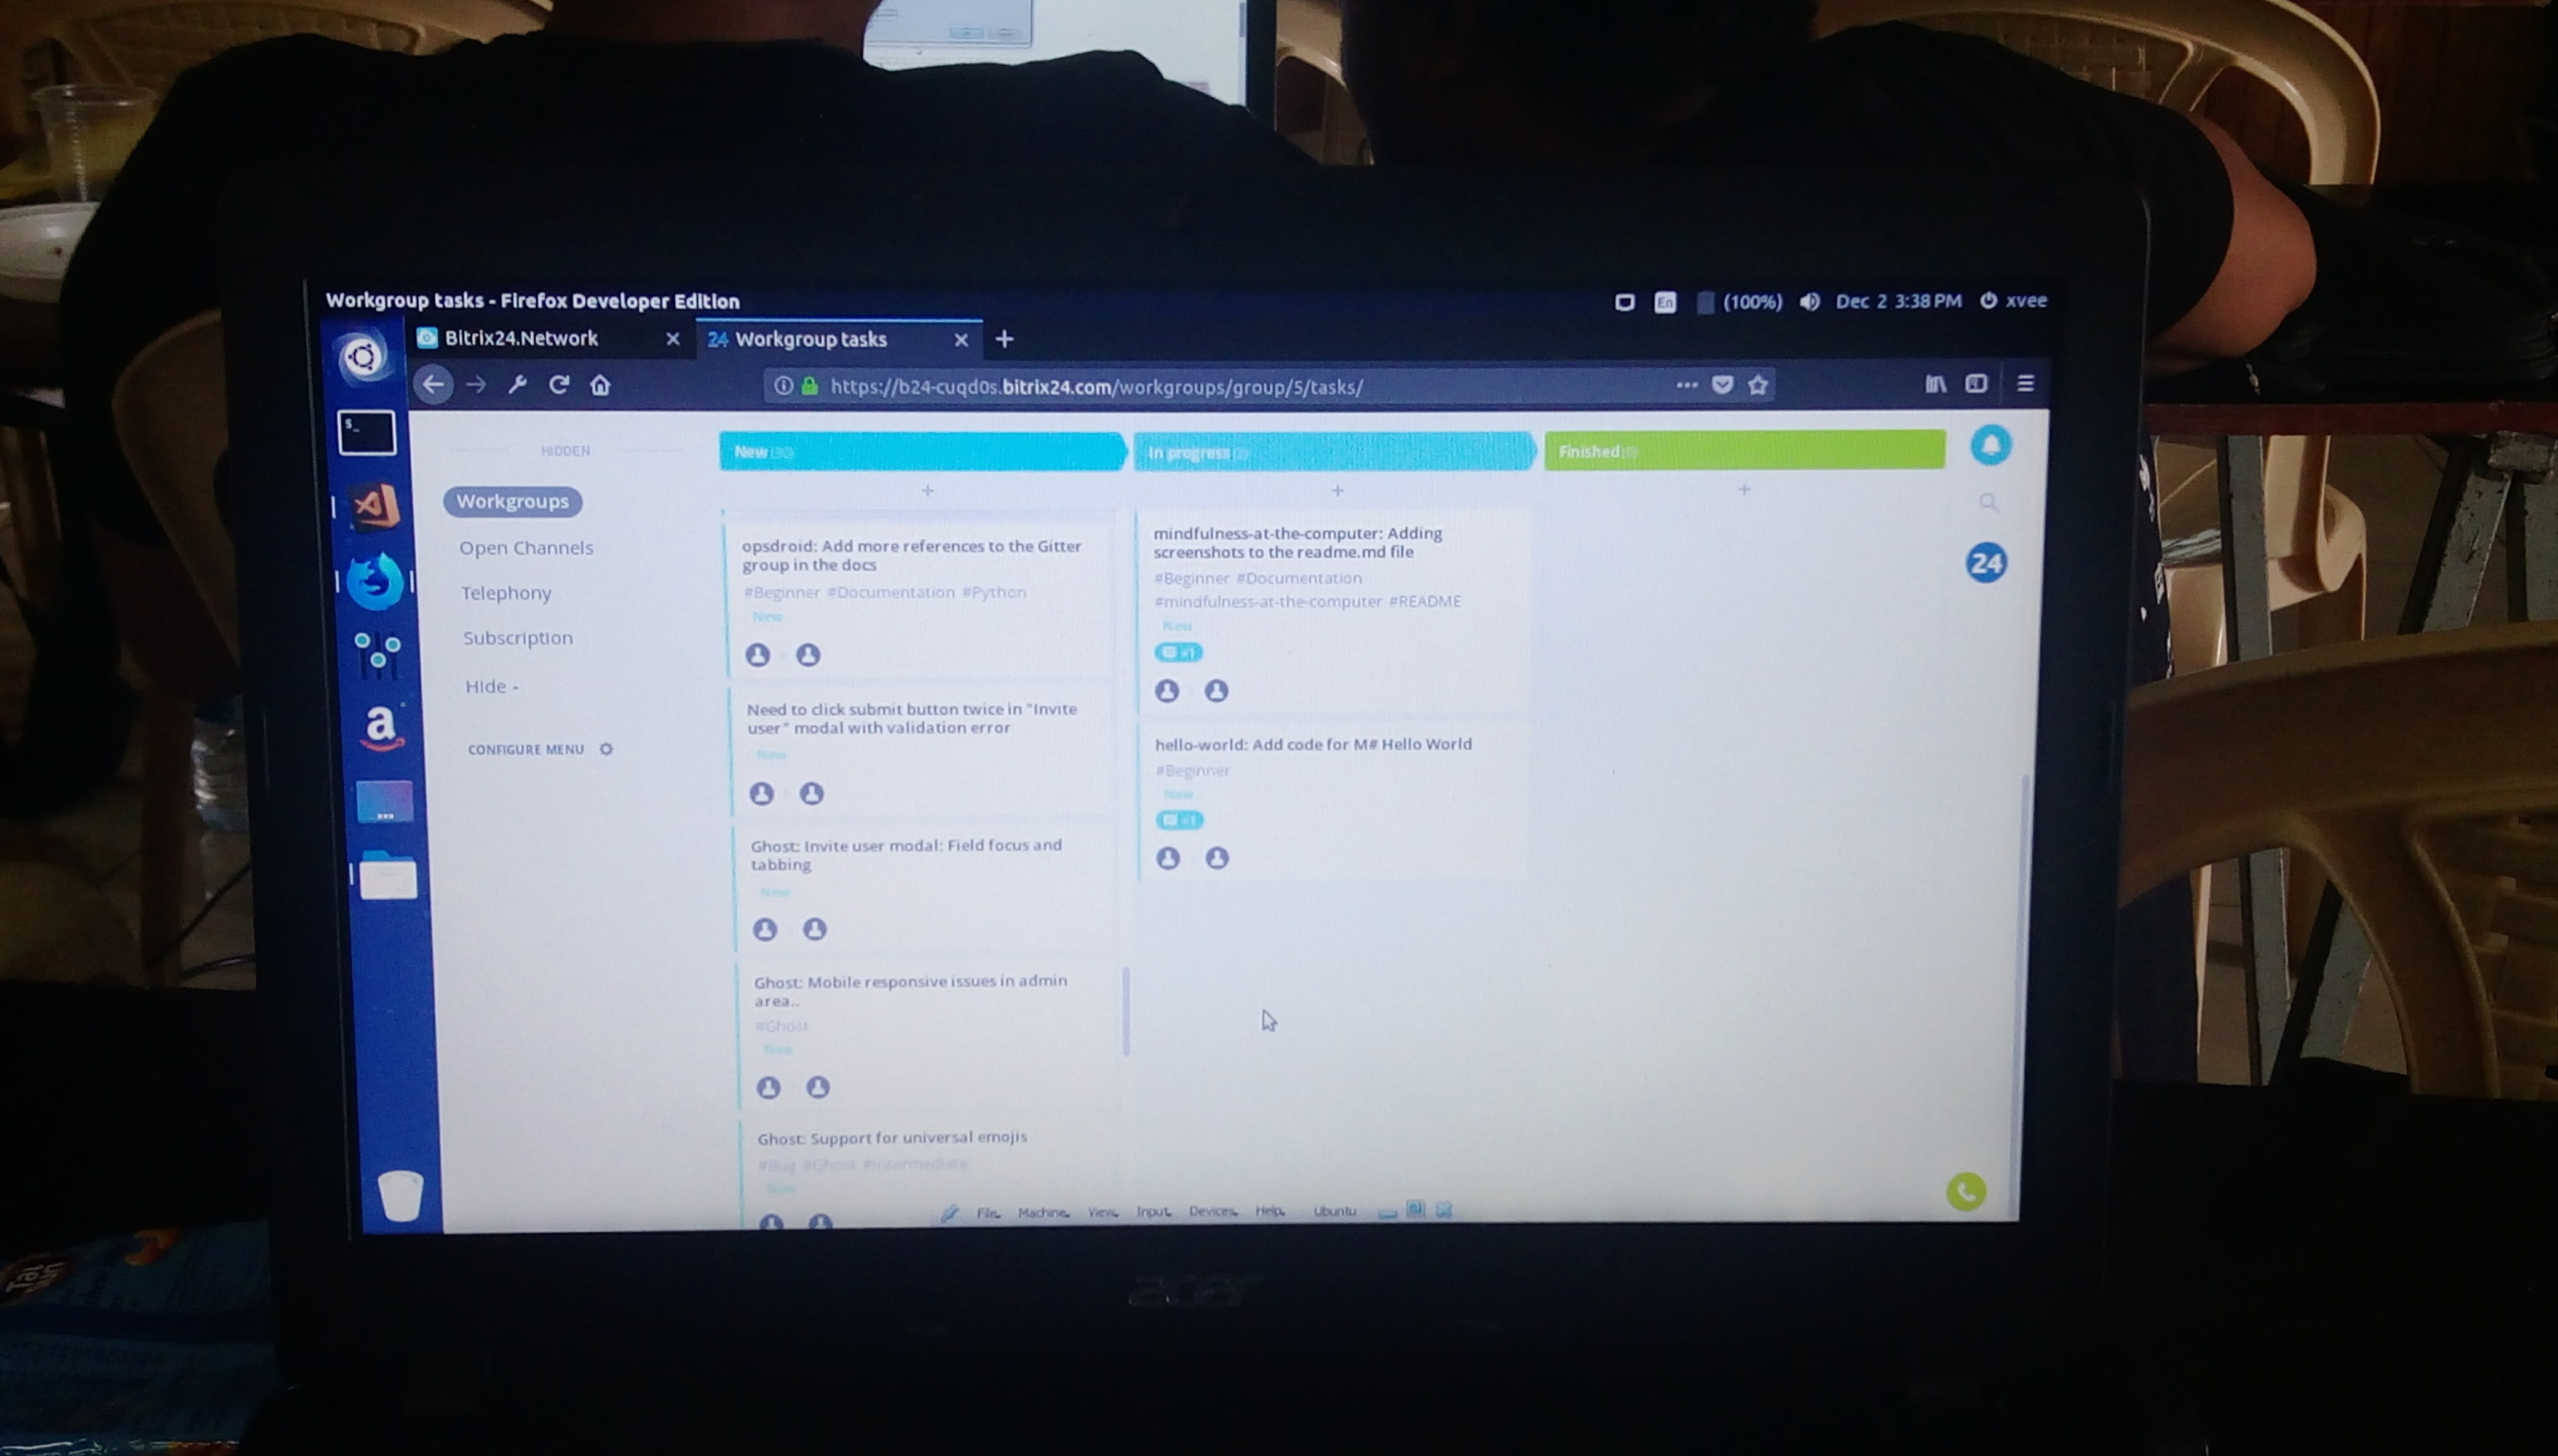 Workgroup tasks - Firefox Developer Edition
En
(100%)
Dec 2 3:38 PM
xvee
Bitrix24.Network
24 Workgroup tasks
https://b24-cuqd0s.bitrix24.com/workgroups/group/5/tasks/
HIDDEN
Workgroups
Open Channels
Telephony
Subscription
Hide -
CONFIGURE MENU
New
In progress
Finished
24
opsdroid: Add more references to the Gitter
group in the docs
#Beginner #Documentation #Python
New
Need to click submit button twice in "Invite
user" modal with validation error
New
Ghost: Invite user modal: Field focus and
tabbing
New
Ghost: Mobile responsive issues in admin
area..
#Ghost
New
Ghost: Support for universal emojis
#Bug #Ghost #Intermediate
New
mindfulness-at-the-computer: Adding
screenshots to the readme.md file
#Beginner #Documentation
#mindfulness-at-the-computer #README
New
hello-world: Add code for M# Hello World
#Beginner
New
File Machine View Input Devices Help Ubuntu
acer